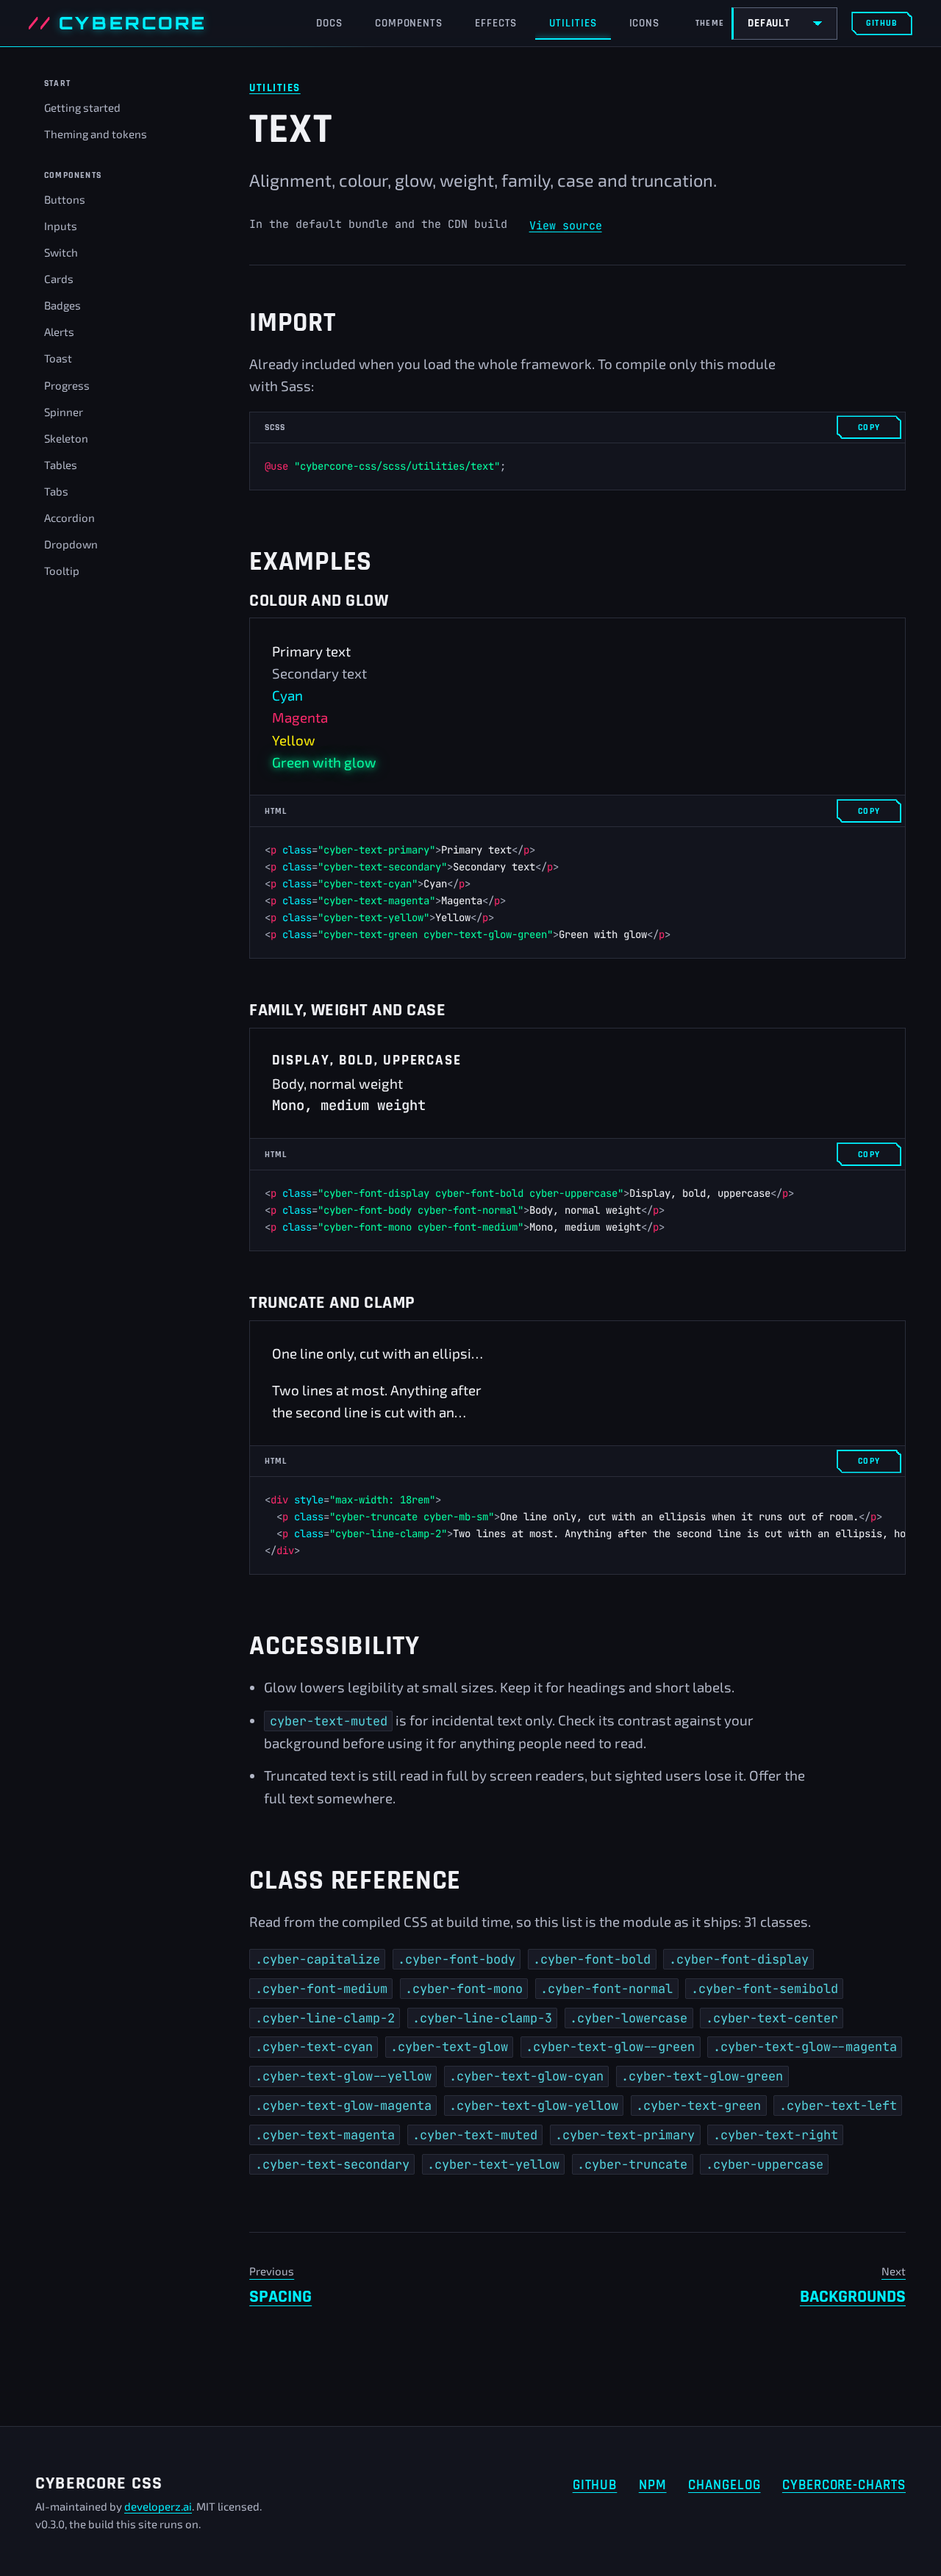 // CYBERCORE
DOCS COMPONENTS EFFECTS UTILITIES ICONS THEME DEFAULT GITHUB
START
Getting started
Theming and tokens
COMPONENTS
Buttons
Inputs
Switch
Cards
Badges
Alerts
Toast
Progress
Spinner
Skeleton
Tables
Tabs
Accordion
Dropdown
Tooltip
UTILITIES
TEXT
Alignment, colour, glow, weight, family, case and truncation.
In the default bundle and the CDN build View source
IMPORT
Already included when you load the whole framework. To compile only this module
with Sass:
SCSS COPY
@use "cybercore-css/scss/utilities/text";
EXAMPLES
COLOUR AND GLOW
Primary text
Secondary text
Cyan
Magenta
Yellow
Green with glow
HTML COPY
<p class="cyber-text-primary">Primary text</p>
<p class="cyber-text-secondary">Secondary text</p>
<p class="cyber-text-cyan">Cyan</p>
<p class="cyber-text-magenta">Magenta</p>
<p class="cyber-text-yellow">Yellow</p>
<p class="cyber-text-green cyber-text-glow-green">Green with glow</p>
FAMILY, WEIGHT AND CASE
DISPLAY, BOLD, UPPERCASE
Body, normal weight
Mono, medium weight
HTML COPY
<p class="cyber-font-display cyber-font-bold cyber-uppercase">Display, bold, uppercase</p>
<p class="cyber-font-body cyber-font-normal">Body, normal weight</p>
<p class="cyber-font-mono cyber-font-medium">Mono, medium weight</p>
TRUNCATE AND CLAMP
One line only, cut with an ellipsi…
Two lines at most. Anything after
the second line is cut with an…
HTML COPY
<div style="max-width: 18rem">
  <p class="cyber-truncate cyber-mb-sm">One line only, cut with an ellipsis when it runs out of room.</p>
  <p class="cyber-line-clamp-2">Two lines at most. Anything after the second line is cut with an ellipsis, ho
</div>
ACCESSIBILITY
• Glow lowers legibility at small sizes. Keep it for headings and short labels.
• cyber-text-muted is for incidental text only. Check its contrast against your
background before using it for anything people need to read.
• Truncated text is still read in full by screen readers, but sighted users lose it. Offer the
full text somewhere.
CLASS REFERENCE
Read from the compiled CSS at build time, so this list is the module as it ships: 31 classes.
.cyber-capitalize .cyber-font-body .cyber-font-bold .cyber-font-display
.cyber-font-medium .cyber-font-mono .cyber-font-normal .cyber-font-semibold
.cyber-line-clamp-2 .cyber-line-clamp-3 .cyber-lowercase .cyber-text-center
.cyber-text-cyan .cyber-text-glow .cyber-text-glow--green .cyber-text-glow--magenta
.cyber-text-glow--yellow .cyber-text-glow-cyan .cyber-text-glow-green
.cyber-text-glow-magenta .cyber-text-glow-yellow .cyber-text-green .cyber-text-left
.cyber-text-magenta .cyber-text-muted .cyber-text-primary .cyber-text-right
.cyber-text-secondary .cyber-text-yellow .cyber-truncate .cyber-uppercase
Previous
SPACING
Next
BACKGROUNDS
CYBERCORE CSS
AI-maintained by developerz.ai. MIT licensed.
v0.3.0, the build this site runs on.
GITHUB NPM CHANGELOG CYBERCORE-CHARTS